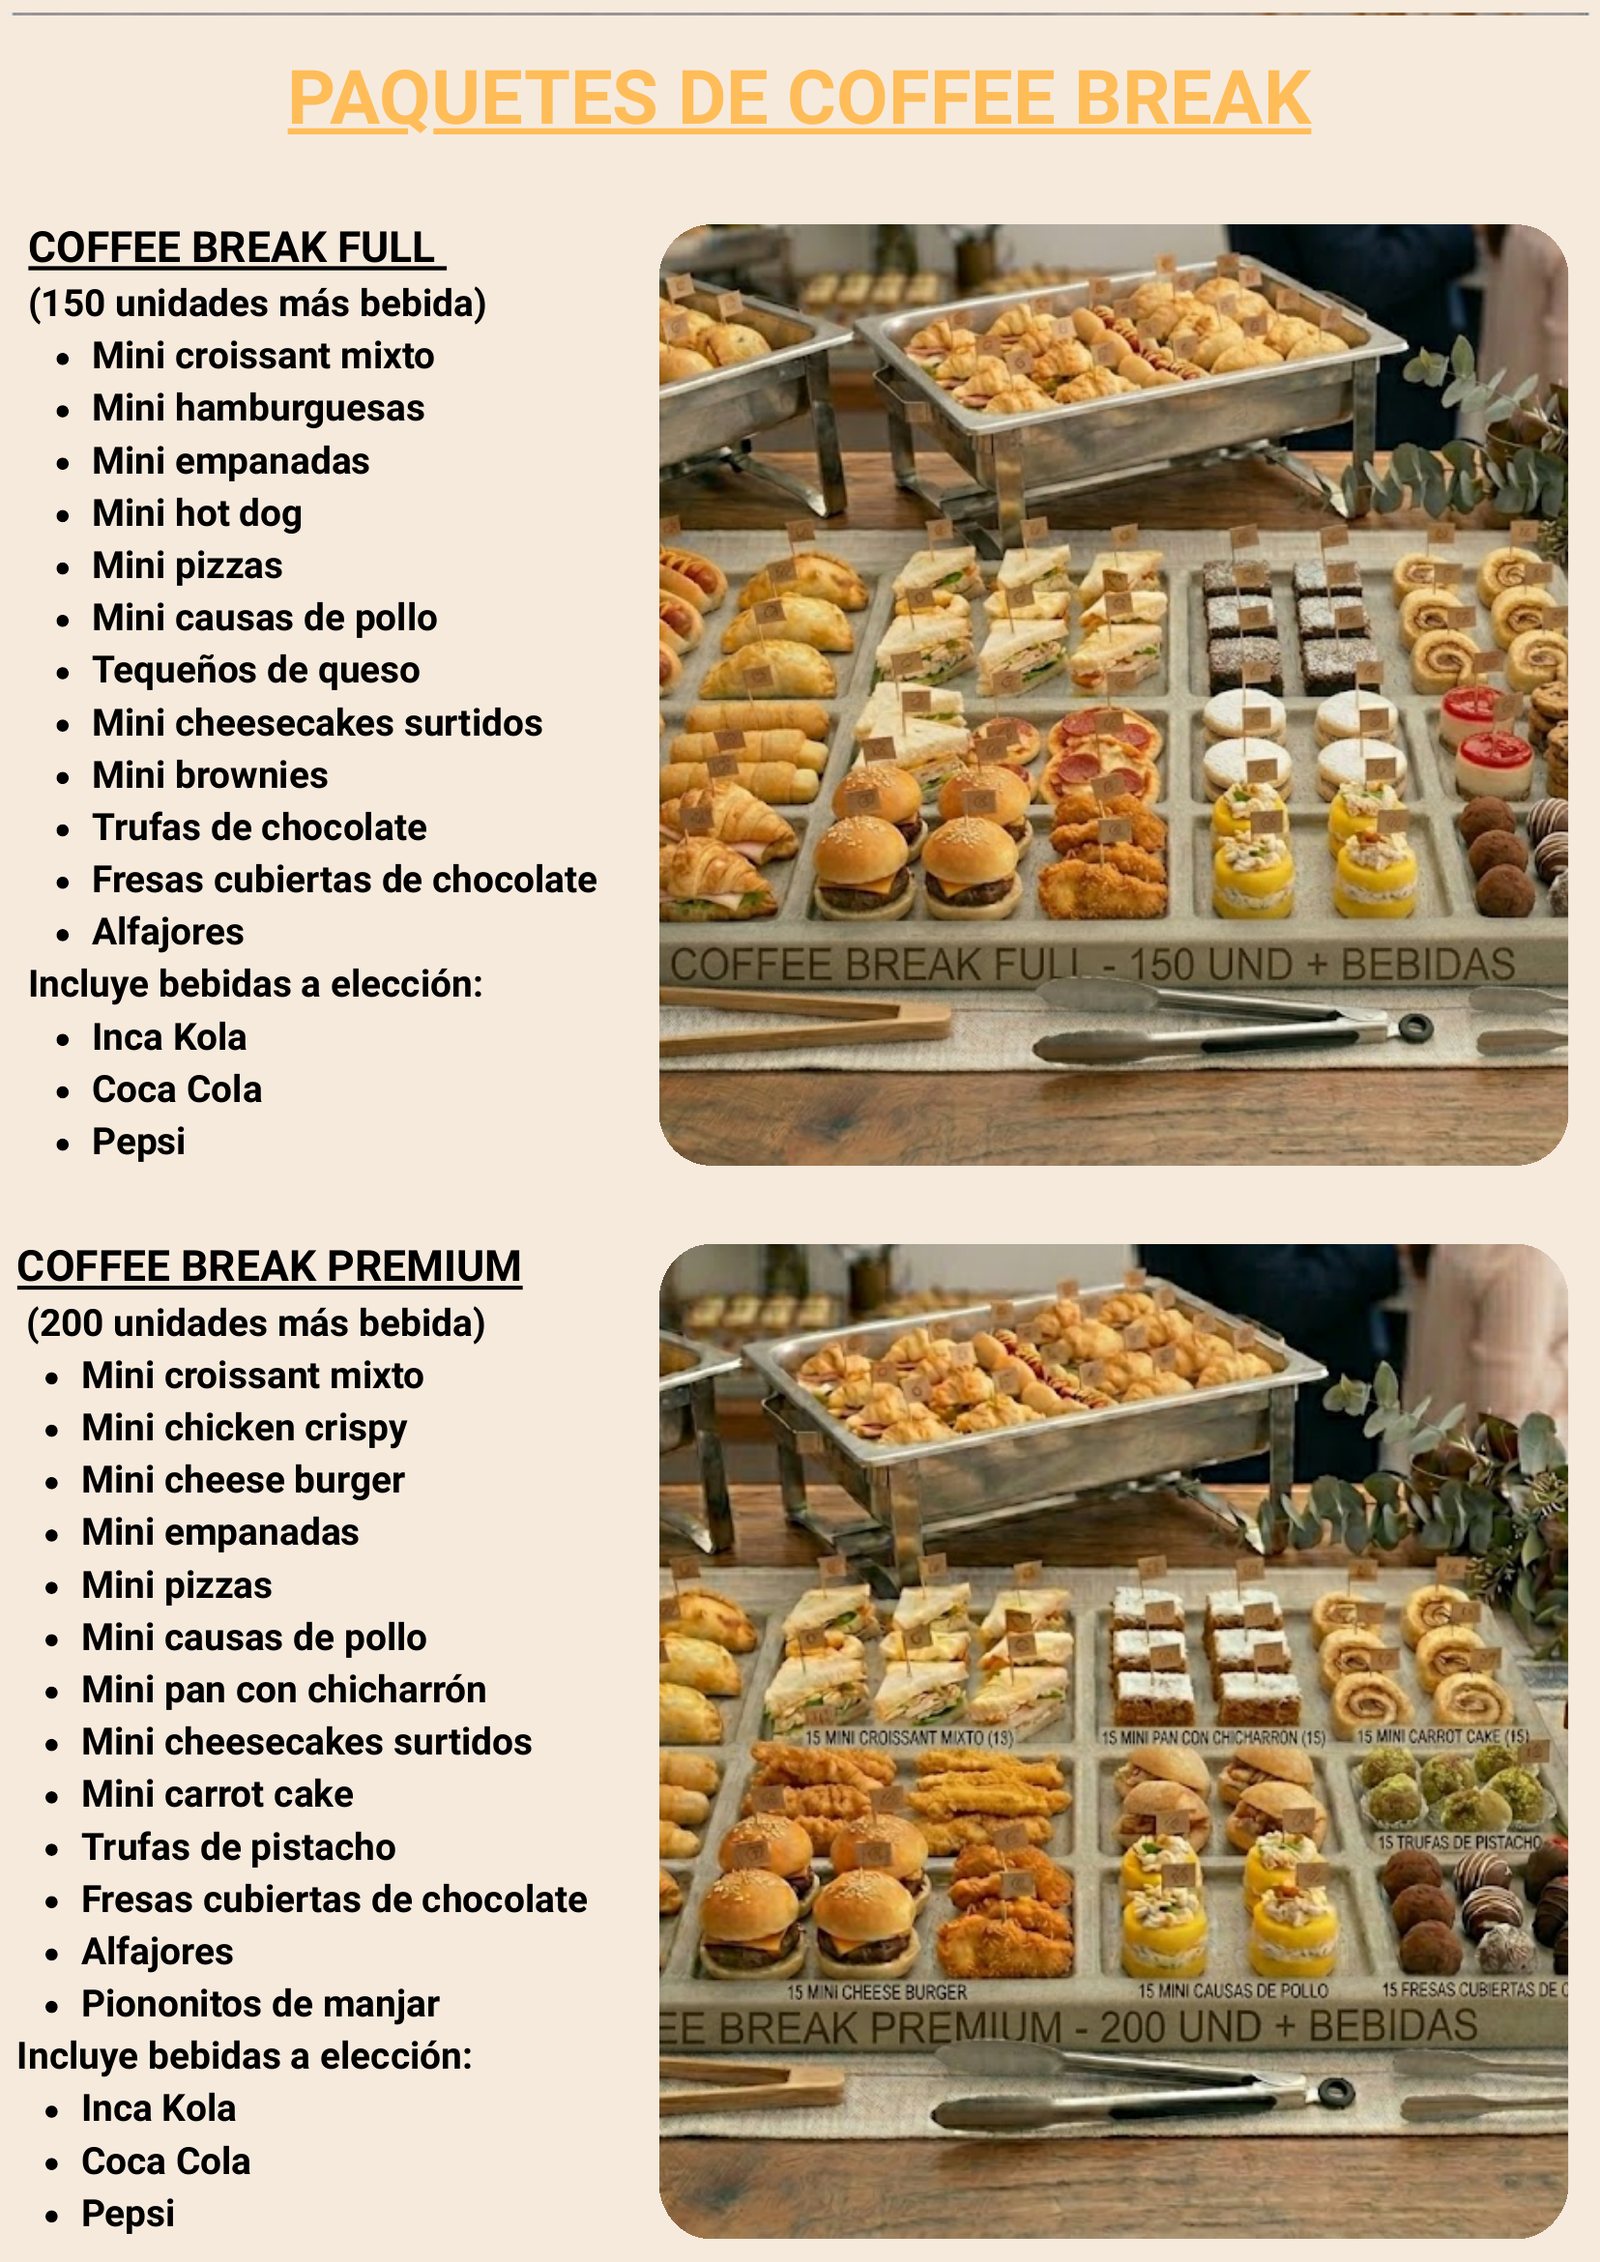 PAQUETES DE COFFEE BREAK
COFFEE BREAK FULL
(150 unidades más bebida)
• Mini croissant mixto
• Mini hamburguesas
• Mini empanadas
• Mini hot dog
• Mini pizzas
• Mini causas de pollo
• Tequeños de queso
• Mini cheesecakes surtidos
• Mini brownies
• Trufas de chocolate
• Fresas cubiertas de chocolate
• Alfajores
Incluye bebidas a elección:
• Inca Kola
• Coca Cola
• Pepsi
COFFEE BREAK FULL - 150 UND + BEBIDAS
COFFEE BREAK PREMIUM
(200 unidades más bebida)
• Mini croissant mixto
• Mini chicken crispy
• Mini cheese burger
• Mini empanadas
• Mini pizzas
• Mini causas de pollo
• Mini pan con chicharrón
• Mini cheesecakes surtidos
• Mini carrot cake
• Trufas de pistacho
• Fresas cubiertas de chocolate
• Alfajores
• Piononitos de manjar
Incluye bebidas a elección:
• Inca Kola
• Coca Cola
• Pepsi
15 MINI CROISSANT MIXTO (13)
15 MINI PAN CON CHICHARRON (15)
15 MINI CARROT CAKE (15)
15 TRUFAS DE PISTACHO
15 MINI CHEESE BURGER
15 MINI CAUSAS DE POLLO
15 FRESAS CUBIERTAS DE C
EE BREAK PREMIUM - 200 UND + BEBIDAS